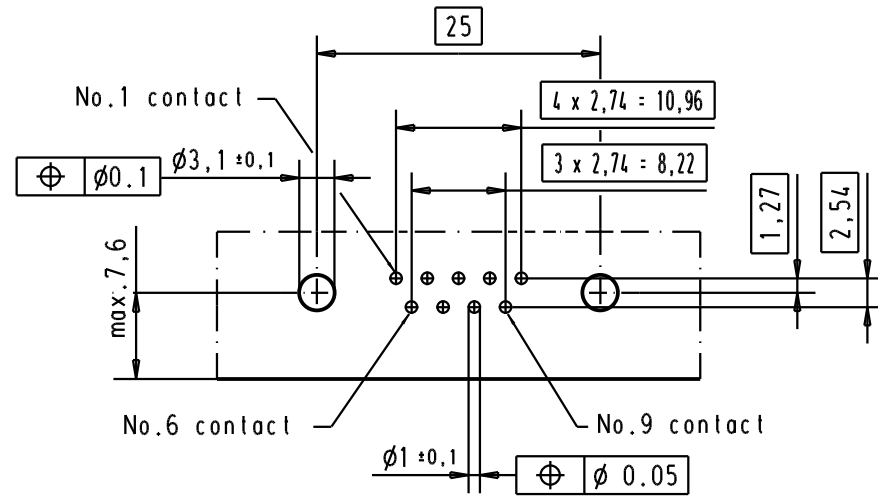 25
No.1 contact
4 x 2,74 = 10,96
⌖ ø0.1
ø3,1 ±0,1
3 x 2,74 = 8,22
1,27
2,54
max.7,6
No.6 contact
No.9 contact
ø1 ±0,1
⌖ ø 0.05